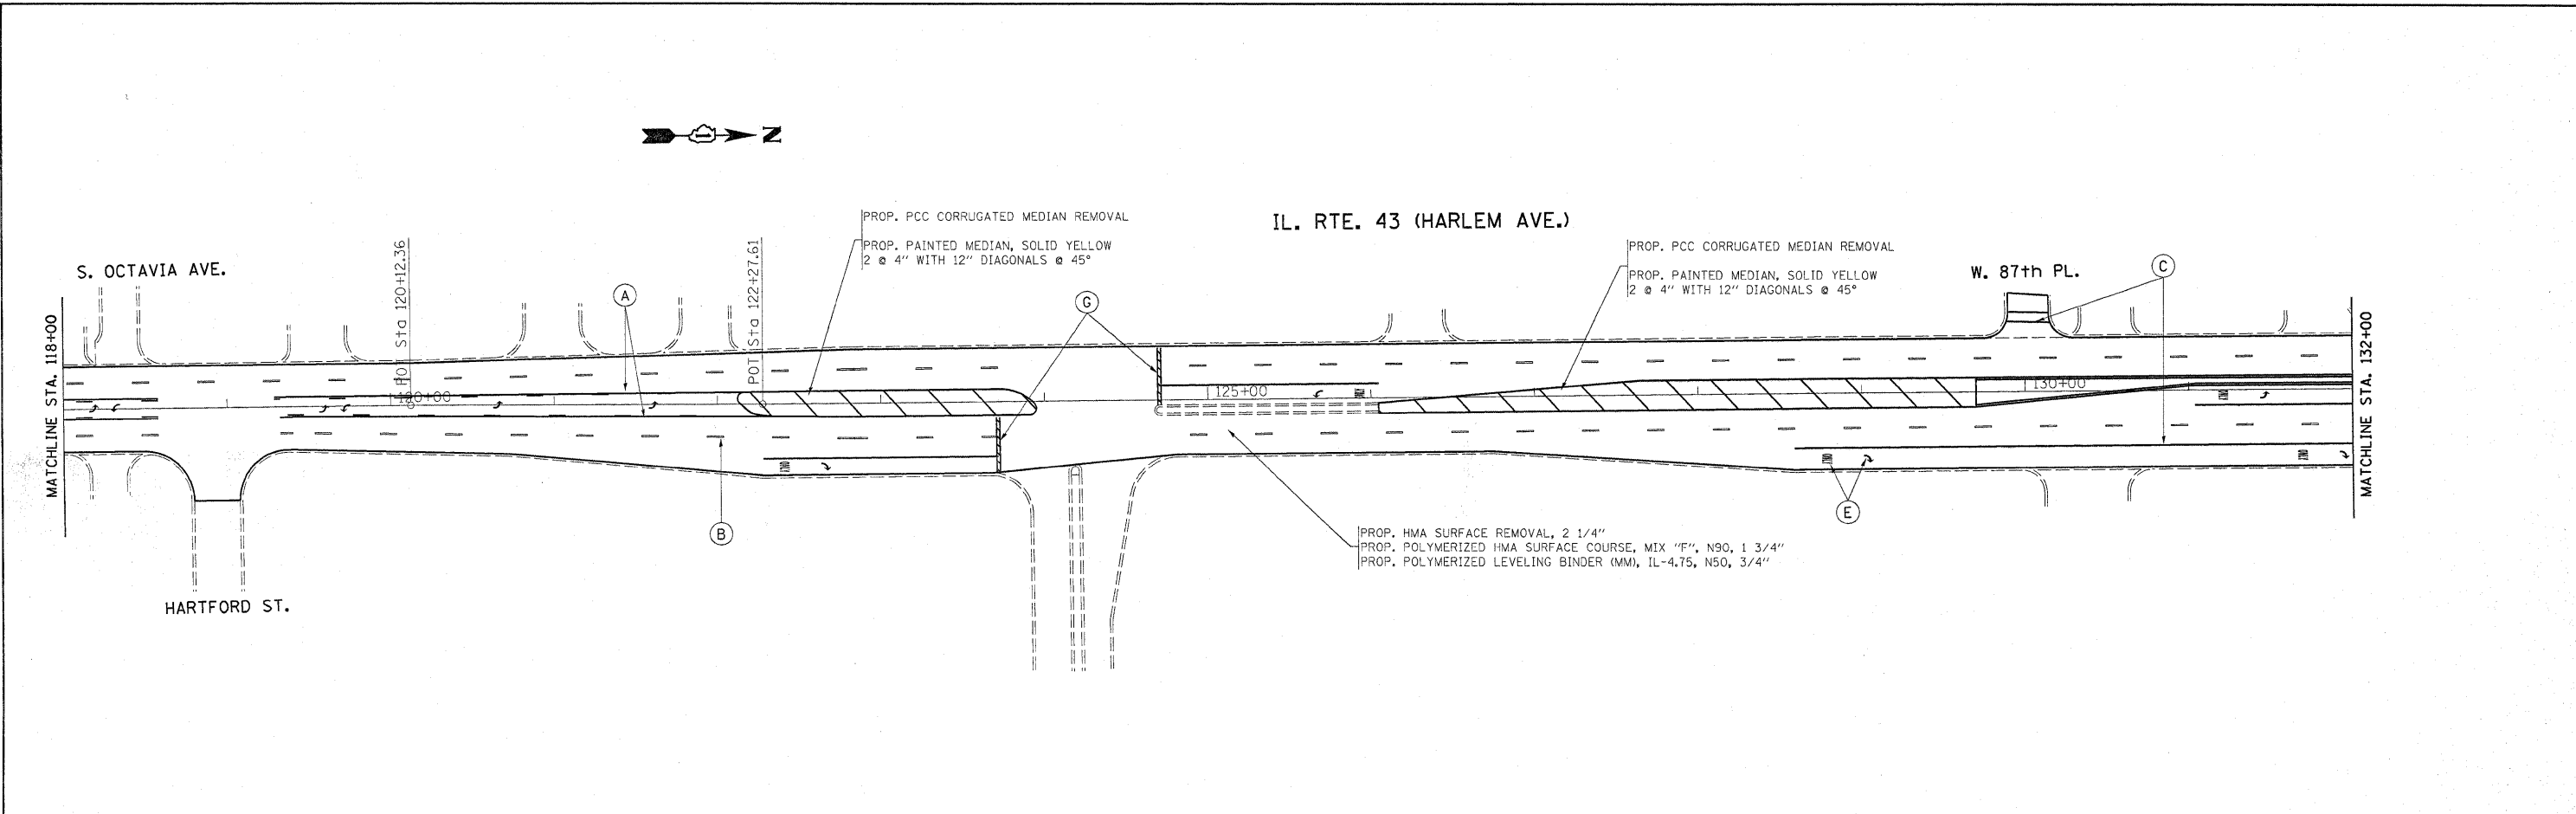 N
IL. RTE. 43 (HARLEM AVE.)
PROP. PCC CORRUGATED MEDIAN REMOVAL
PROP. PAINTED MEDIAN, SOLID YELLOW
2 @ 4" WITH 12" DIAGONALS @ 45°
PROP. PCC CORRUGATED MEDIAN REMOVAL
PROP. PAINTED MEDIAN, SOLID YELLOW
2 @ 4" WITH 12" DIAGONALS @ 45°
S. OCTAVIA AVE.
W. 87th PL.
POT Sta 120+12.36
POT Sta 122+27.61
A
G
C
MATCHLINE STA. 118+00
MATCHLINE STA. 132+00
120+00
125+00
130+00
B
E
PROP. HMA SURFACE REMOVAL, 2 1/4"
PROP. POLYMERIZED HMA SURFACE COURSE, MIX "F", N90, 1 3/4"
PROP. POLYMERIZED LEVELING BINDER (MM), IL-4.75, N50, 3/4"
HARTFORD ST.